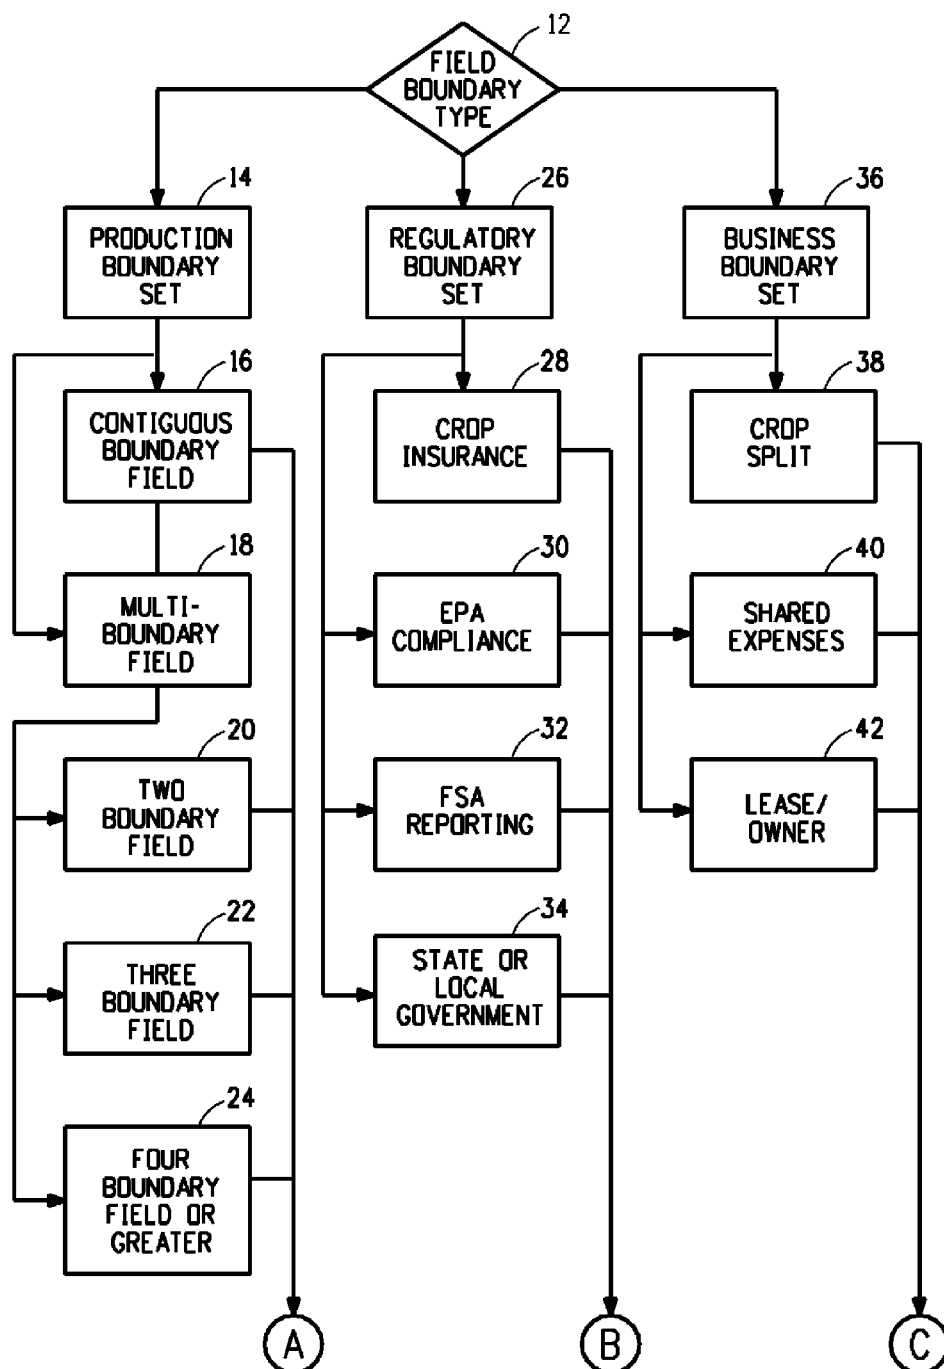 12
FIELD
BOUNDARY
TYPE
14
PRODUCTION
BOUNDARY
SET
26
REGULATORY
BOUNDARY
SET
36
BUSINESS
BOUNDARY
SET
16
CONTIGUOUS
BOUNDARY
FIELD
28
CROP
INSURANCE
38
CROP
SPLIT
18
MULTI-
BOUNDARY
FIELD
30
EPA
COMPLIANCE
40
SHARED
EXPENSES
20
TWO
BOUNDARY
FIELD
32
FSA
REPORTING
42
LEASE/
OWNER
22
THREE
BOUNDARY
FIELD
34
STATE OR
LOCAL
GOVERNMENT
24
FOUR
BOUNDARY
FIELD OR
GREATER
A
B
C